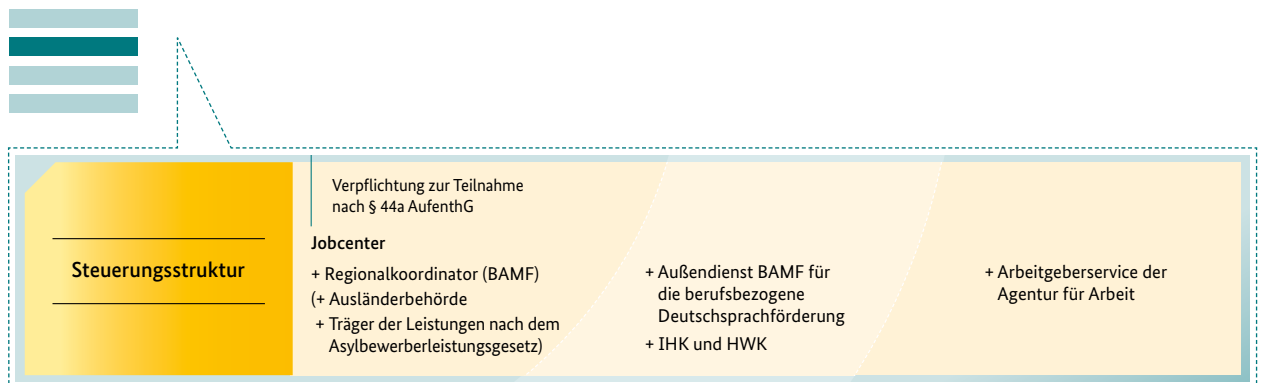 Steuerungsstruktur
Verpflichtung zur Teilnahme
nach § 44a AufenthG
Jobcenter
+ Regionalkoordinator (BAMF)
(+ Ausländerbehörde
+ Träger der Leistungen nach dem
Asylbewerberleistungsgesetz)
+ Außendienst BAMF für
die berufsbezogene
Deutschsprachförderung
+ IHK und HWK
+ Arbeitgeberservice der
Agentur für Arbeit